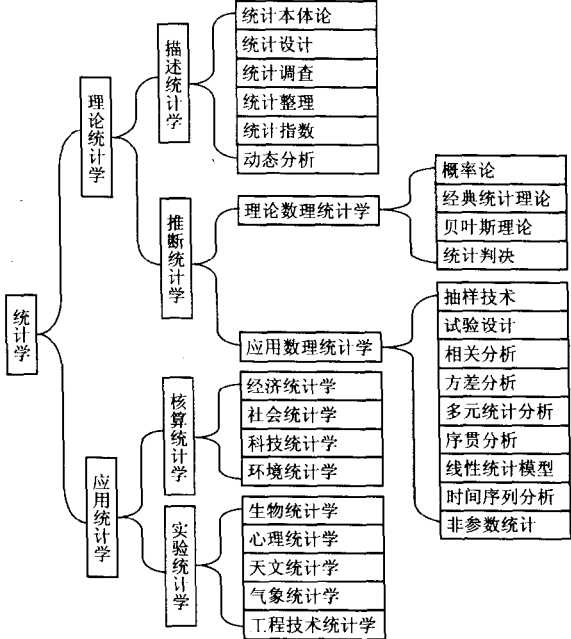 统计学
理论统计学
描述统计学
统计本体论
统计设计
统计调查
统计整理
统计指数
动态分析
推断统计学
理论数理统计学
概率论
经典统计理论
贝叶斯理论
统计判决
应用数理统计学
抽样技术
试验设计
相关分析
方差分析
多元统计分析
序贯分析
线性统计模型
时间序列分析
非参数统计
应用统计学
核算统计学
经济统计学
社会统计学
科技统计学
环境统计学
实验统计学
生物统计学
心理统计学
天文统计学
气象统计学
工程技术统计学